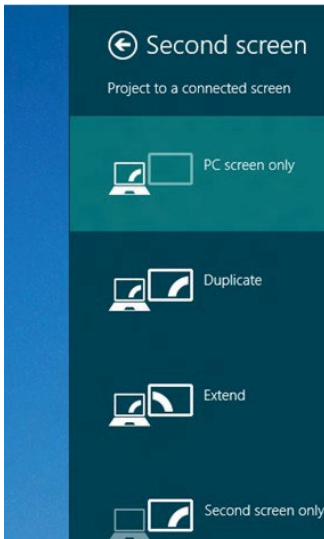 Second screen
Project to a connected screen
PC screen only
Duplicate
Extend
Second screen only